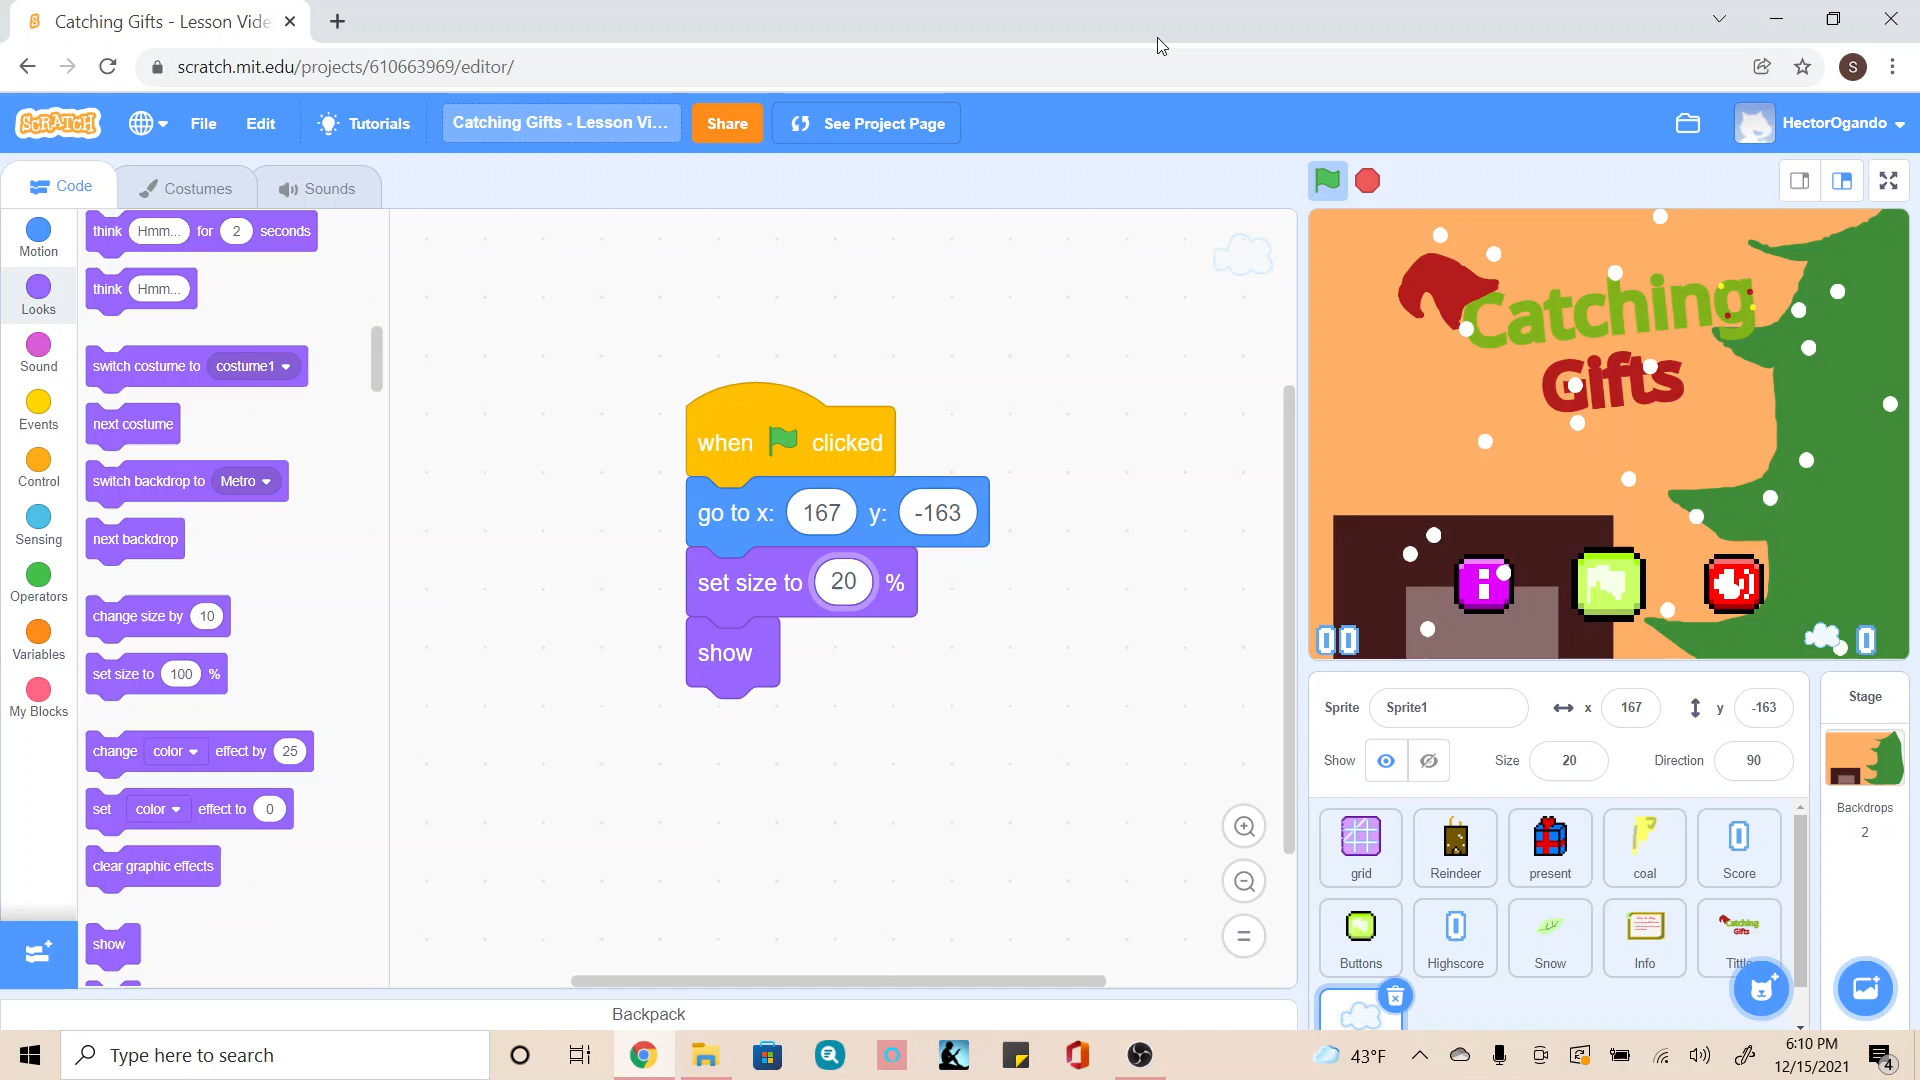 Catching Gifts - Lesson Vide
scratch.mit.edu/projects/610663969/editor/
S
SCRATCH
File
Edit
Tutorials
Catching Gifts - Lesson Vi...
Share
See Project Page
HectorOgando
Code
Costumes
Sounds
Motion
Looks
Sound
Events
Control
Sensing
Operators
Variables
My Blocks
think Hmm... for 2 seconds
think Hmm...
switch costume to costume1
next costume
switch backdrop to Metro
next backdrop
change size by 10
set size to 100 %
change color effect by 25
set color effect to 0
clear graphic effects
show
when clicked
go to x: 167 y: -163
set size to 20 %
show
Catching
Gifts
00
0
Sprite Sprite1 x 167 y -163
Show Size 20 Direction 90
grid
Reindeer
present
coal
Score
Buttons
Highscore
Snow
Info
Catching
Gifts
Stage
Backdrops
2
Backpack
Type here to search
43°F
6:10 PM
12/15/2021
4